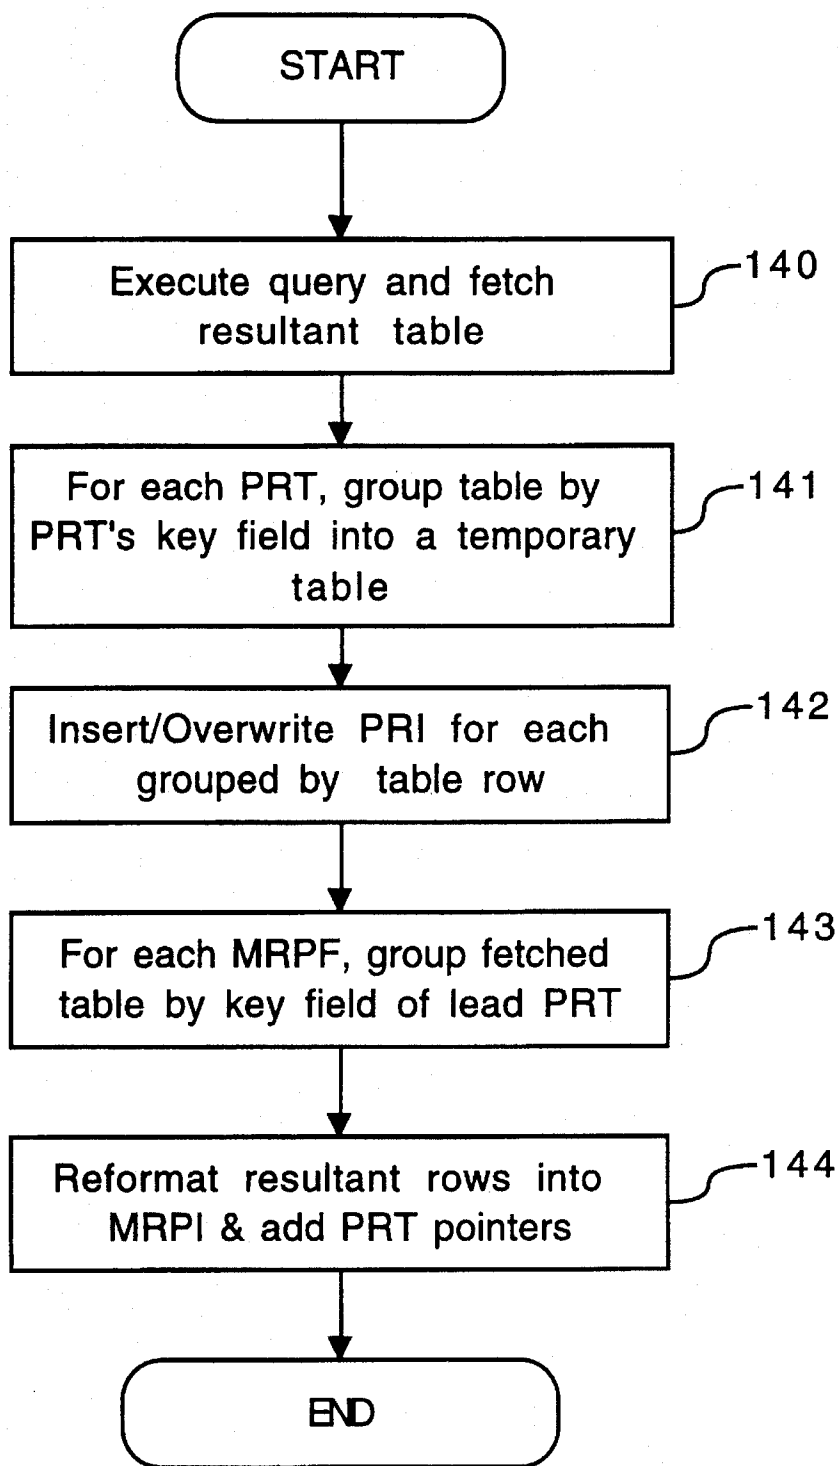 START
Execute query and fetch
resultant table
140
For each PRT, group table by
PRT's key field into a temporary
table
141
Insert/Overwrite PRI for each
grouped by table row
142
For each MRPF, group fetched
table by key field of lead PRT
143
Reformat resultant rows into
MRPI & add PRT pointers
144
END